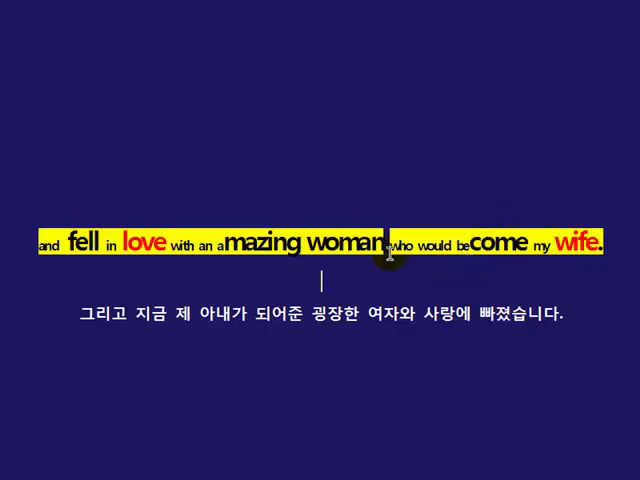 and fell in love with an amazing woman who would become my wife.
그리고 지금 제 아내가 되어준 굉장한 여자와 사랑에 빠졌습니다.